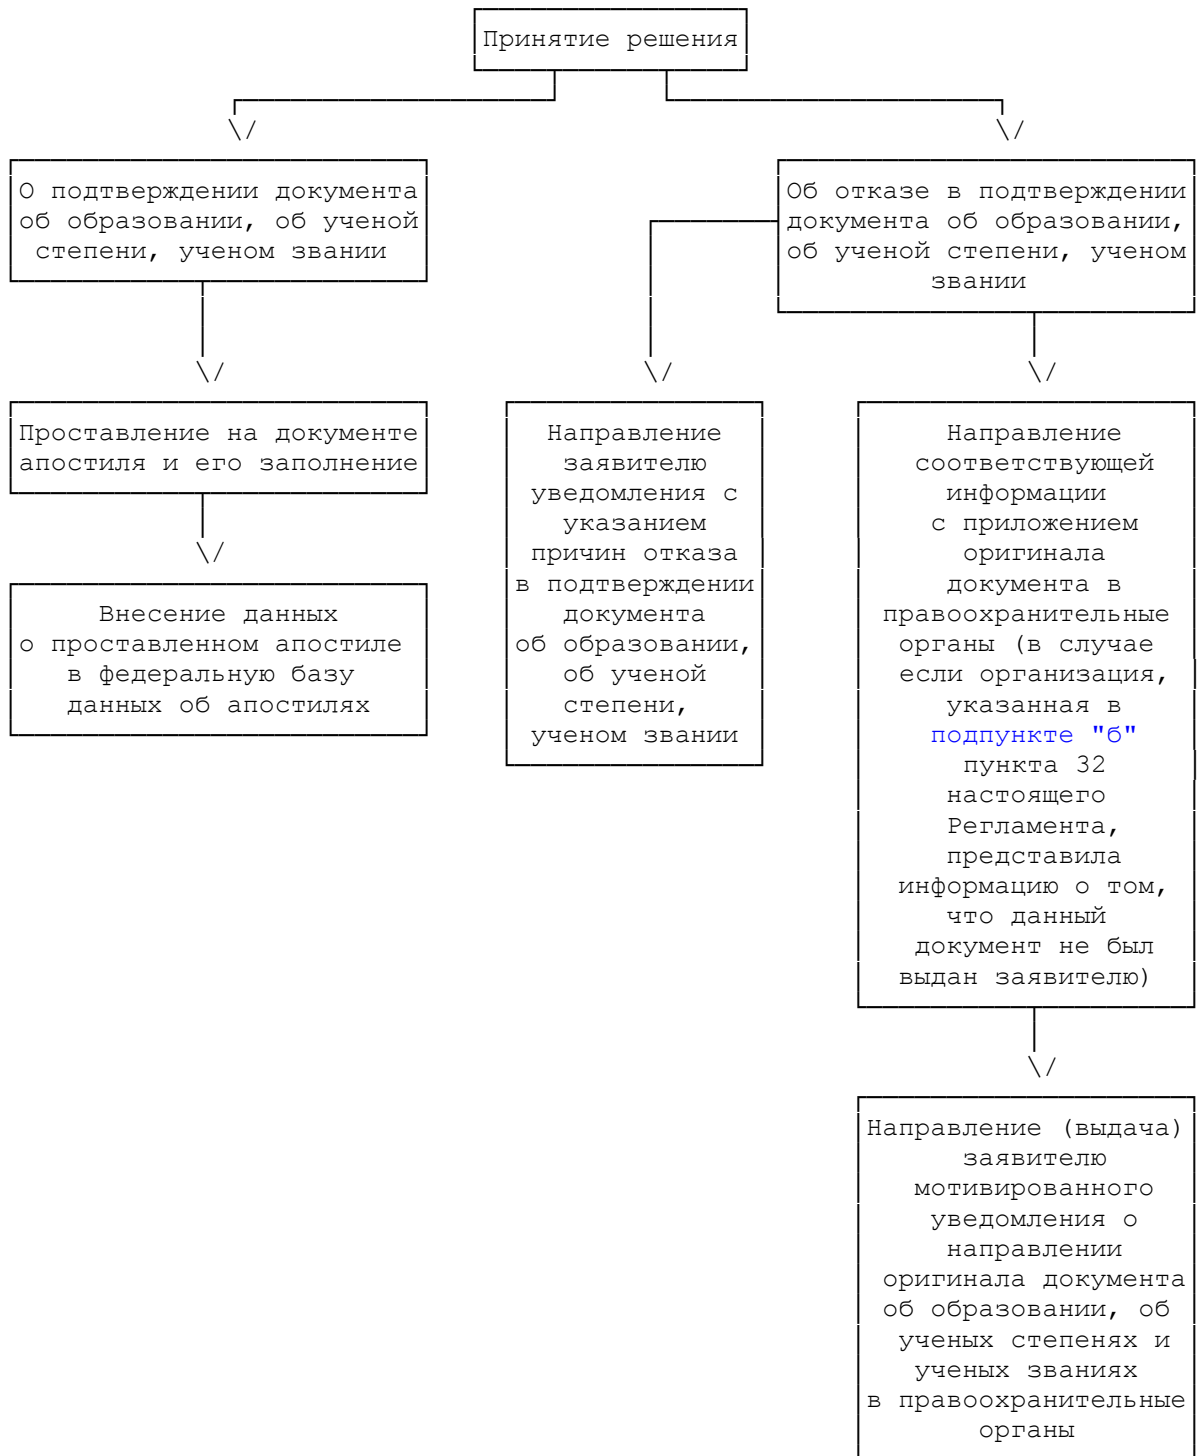 Принятие решения
\/
\/
О подтверждении документа
об образовании, об ученой
степени, ученом звании
Об отказе в подтверждении
документа об образовании,
об ученой степени, ученом
звании
\/
\/
\/
Проставление на документе
апостиля и его заполнение
\/
Внесение данных
о проставленном апостиле
в федеральную базу
данных об апостилях
Направление
заявителю
уведомления с
указанием
причин отказа
в подтверждении
документа
об образовании,
об ученой
степени,
ученом звании
Направление
соответствующей
информации
с приложением
оригинала
документа в
правоохранительные
органы (в случае
если организация,
указанная в
подпункте "б"
пункта 32
настоящего
Регламента,
представила
информацию о том,
что данный
документ не был
выдан заявителю)
\/
Направление (выдача)
заявителю
мотивированного
уведомления о
направлении
оригинала документа
об образовании, об
ученых степенях и
ученых званиях
в правоохранительные
органы